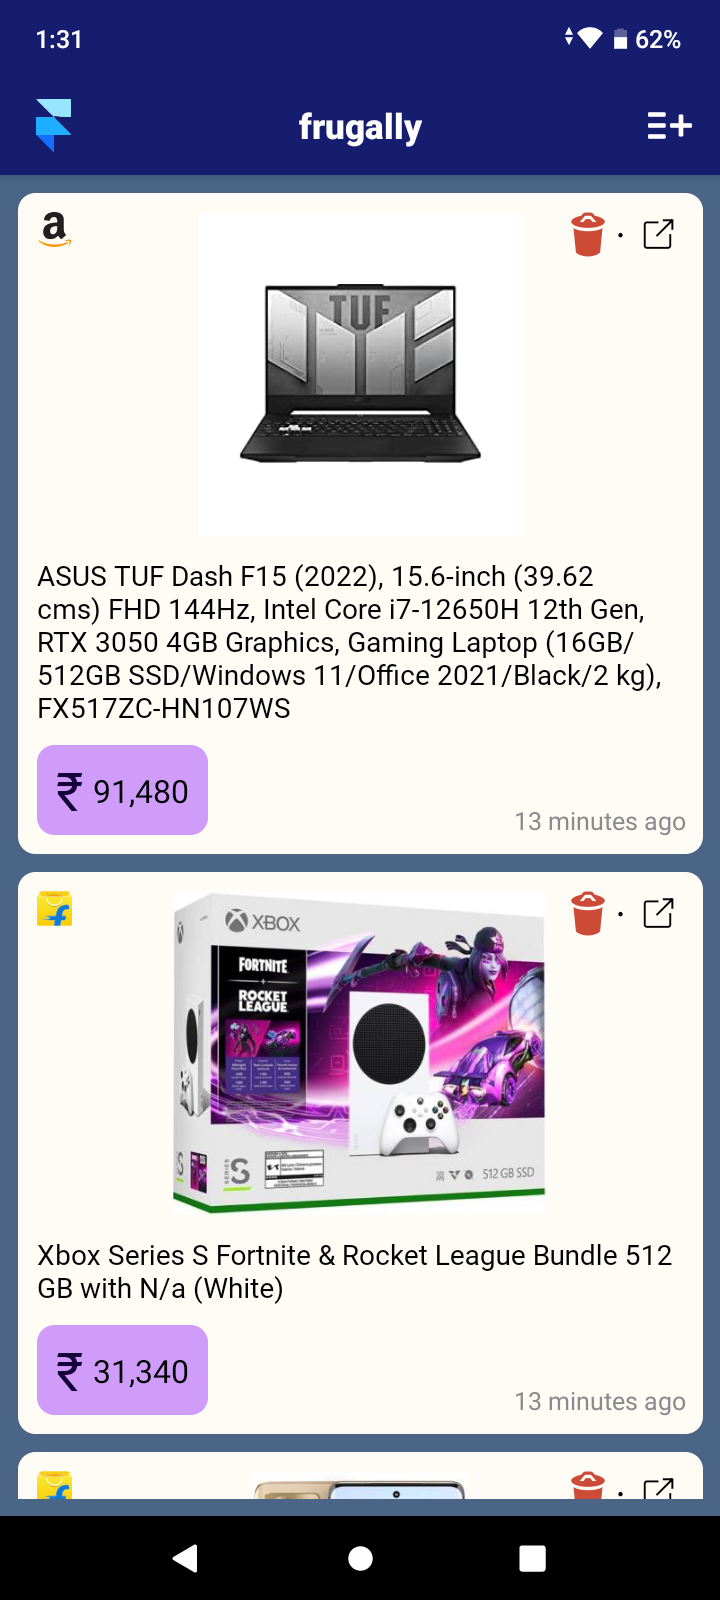 1:31
62%
frugally
a
TUF
ASUS TUF Dash F15 (2022), 15.6-inch (39.62
cms) FHD 144Hz, Intel Core i7-12650H 12th Gen,
RTX 3050 4GB Graphics, Gaming Laptop (16GB/
512GB SSD/Windows 11/Office 2021/Black/2 kg),
FX517ZC-HN107WS
₹ 91,480
13 minutes ago
XBOX
FORTNITE
+
ROCKET
LEAGUE
SERIES
S
S
512 GB SSD
Xbox Series S Fortnite & Rocket League Bundle 512
GB with N/a (White)
₹ 31,340
13 minutes ago